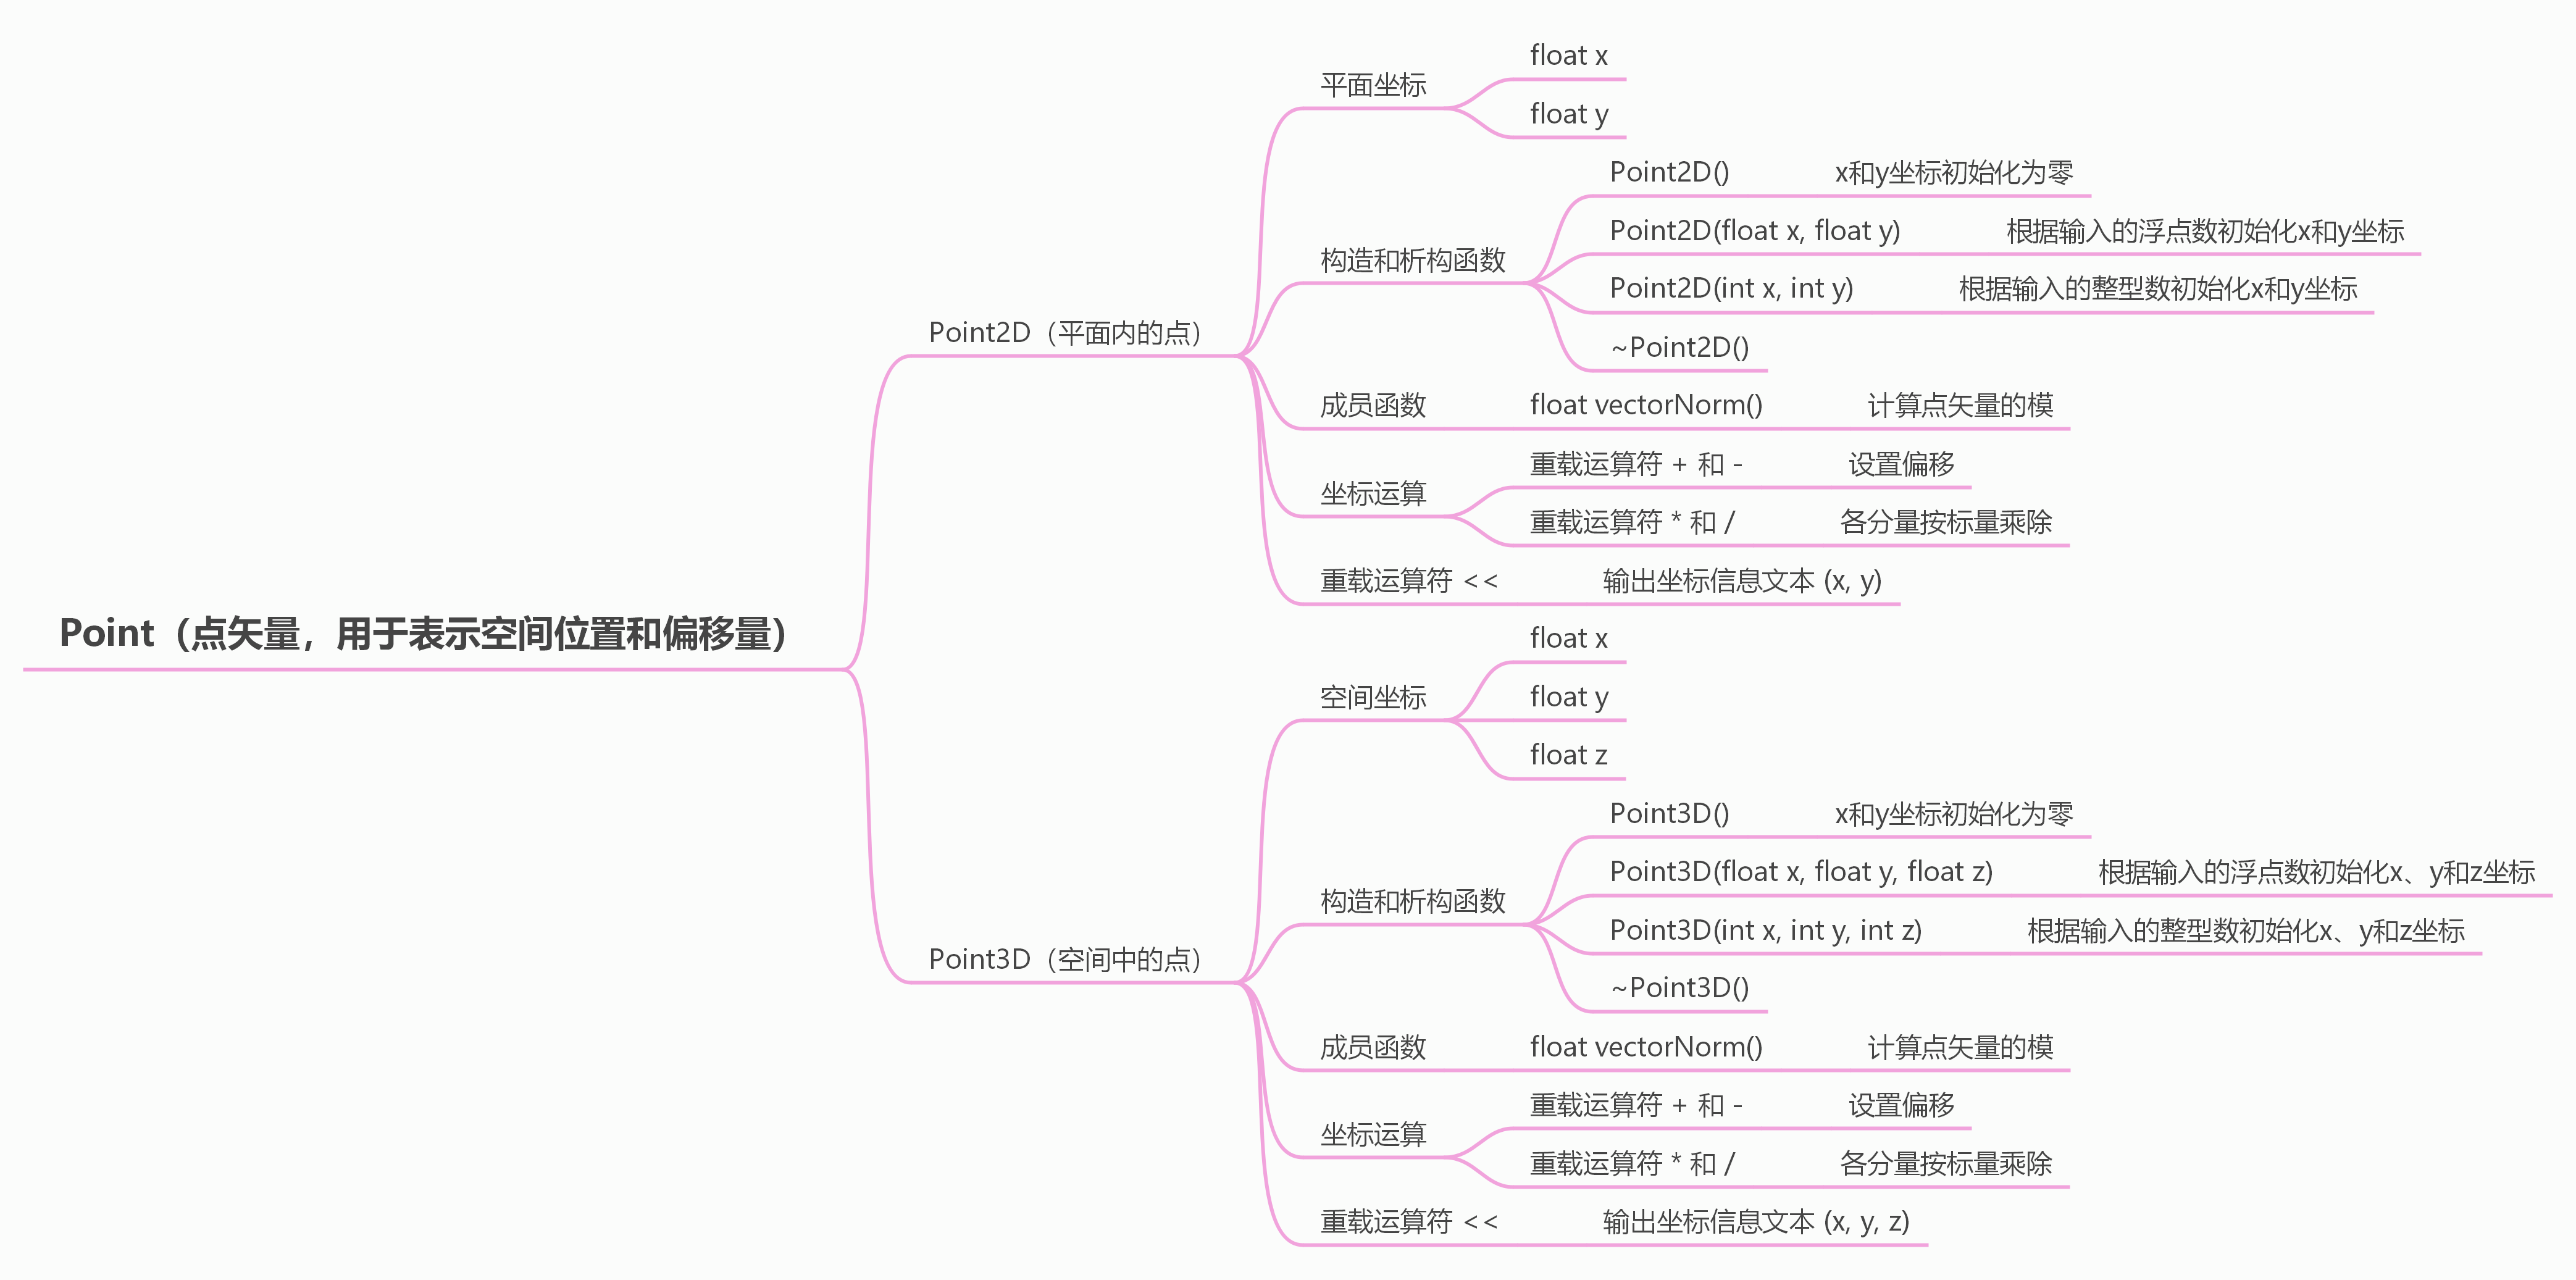 Point（点矢量，用于表示空间位置和偏移量）
Point2D（平面内的点）
平面坐标
float x
float y
构造和析构函数
Point2D() x和y坐标初始化为零
Point2D(float x, float y) 根据输入的浮点数初始化x和y坐标
Point2D(int x, int y) 根据输入的整型数初始化x和y坐标
~Point2D()
成员函数 float vectorNorm() 计算点矢量的模
坐标运算
重载运算符 + 和 - 设置偏移
重载运算符 * 和 / 各分量按标量乘除
重载运算符 << 输出坐标信息文本 (x, y)
Point3D（空间中的点）
空间坐标
float x
float y
float z
构造和析构函数
Point3D() x和y坐标初始化为零
Point3D(float x, float y, float z) 根据输入的浮点数初始化x、y和z坐标
Point3D(int x, int y, int z) 根据输入的整型数初始化x、y和z坐标
~Point3D()
成员函数 float vectorNorm() 计算点矢量的模
坐标运算
重载运算符 + 和 - 设置偏移
重载运算符 * 和 / 各分量按标量乘除
重载运算符 << 输出坐标信息文本 (x, y, z)